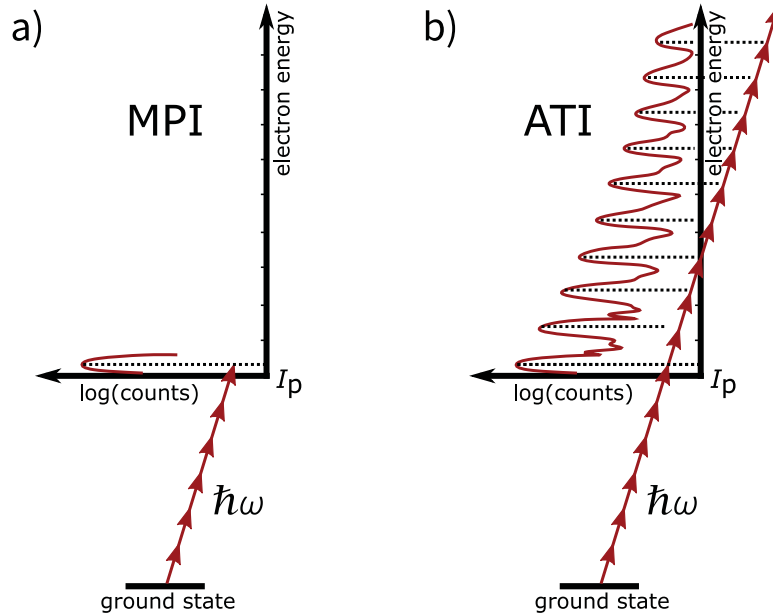 a)
MPI
electron energy
log(counts)
Ip
ħω
ground state
b)
ATI
electron energy
log(counts)
Ip
ħω
ground state